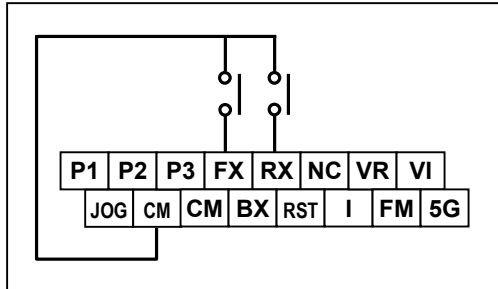 P1 P2 P3 FX RX NC VR VI
JOG CM CM BX RST I FM 5G